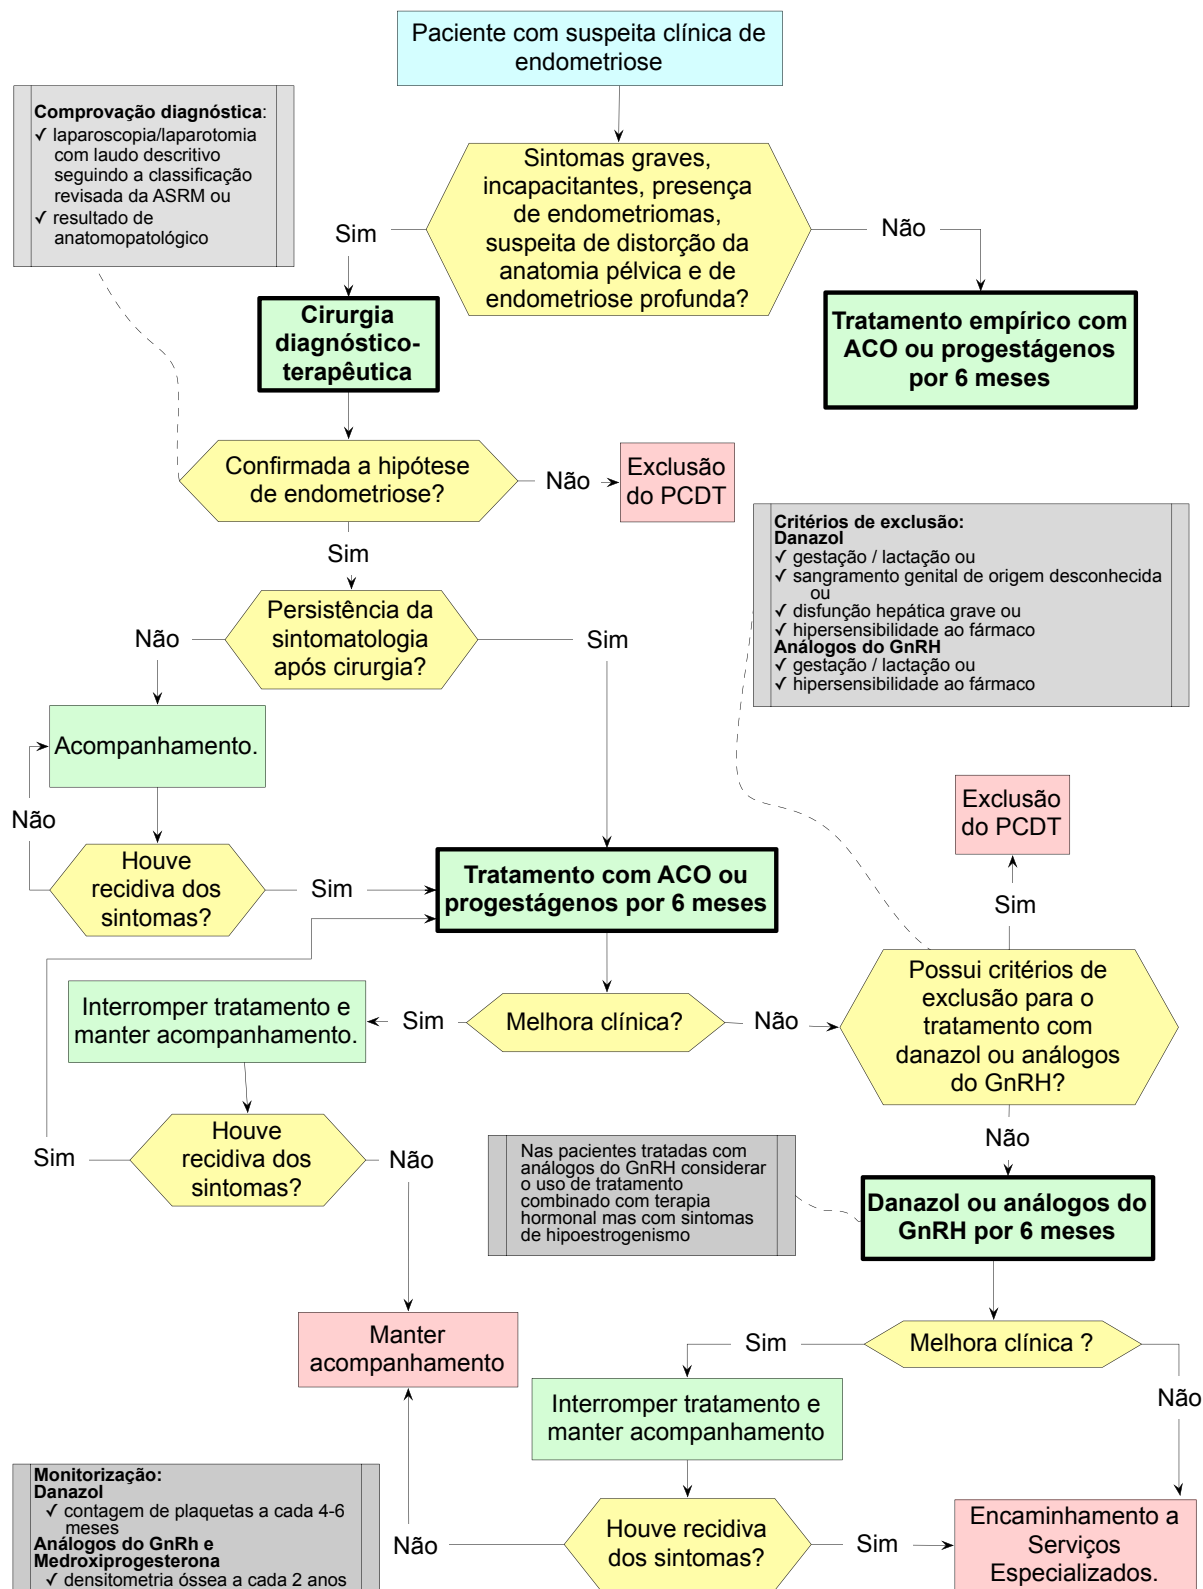 Paciente com suspeita clínica de
endometriose
Comprovação diagnóstica:
✓ laparoscopia/laparotomia
com laudo descritivo
seguindo a classificação
revisada da ASRM ou
✓ resultado de
anatomopatológico
Sintomas graves,
incapacitantes, presença
de endometriomas,
suspeita de distorção da
anatomia pélvica e de
endometriose profunda?
Sim
Não
Cirurgia
diagnóstico-
terapêutica
Tratamento empírico com
ACO ou progestágenos
por 6 meses
Confirmada a hipótese
de endometriose?
Não
Exclusão
do PCDT
Sim
Critérios de exclusão:
Danazol
✓ gestação / lactação ou
✓ sangramento genital de origem desconhecida
ou
✓ disfunção hepática grave ou
✓ hipersensibilidade ao fármaco
Análogos do GnRH
✓ gestação / lactação ou
✓ hipersensibilidade ao fármaco
Persistência da
sintomatologia
após cirurgia?
Não
Sim
Acompanhamento.
Não
Houve
recidiva dos
sintomas?
Sim
Tratamento com ACO ou
progestágenos por 6 meses
Exclusão
do PCDT
Sim
Possui critérios de
exclusão para o
tratamento com
danazol ou análogos
do GnRH?
Interromper tratamento e
manter acompanhamento.
Sim
Melhora clínica?
Não
Não
Houve
recidiva dos
sintomas?
Sim
Não
Nas pacientes tratadas com
análogos do GnRH considerar
o uso de tratamento
combinado com terapia
hormonal mas com sintomas
de hipoestrogenismo
Danazol ou análogos do
GnRH por 6 meses
Manter
acompanhamento
Sim
Melhora clínica ?
Não
Interromper tratamento e
manter acompanhamento
Monitorização:
Danazol
✓ contagem de plaquetas a cada 4-6
meses
Análogos do GnRh e
Medroxiprogesterona
✓ densitometria óssea a cada 2 anos
Não
Houve recidiva
dos sintomas?
Sim
Encaminhamento a
Serviços
Especializados.